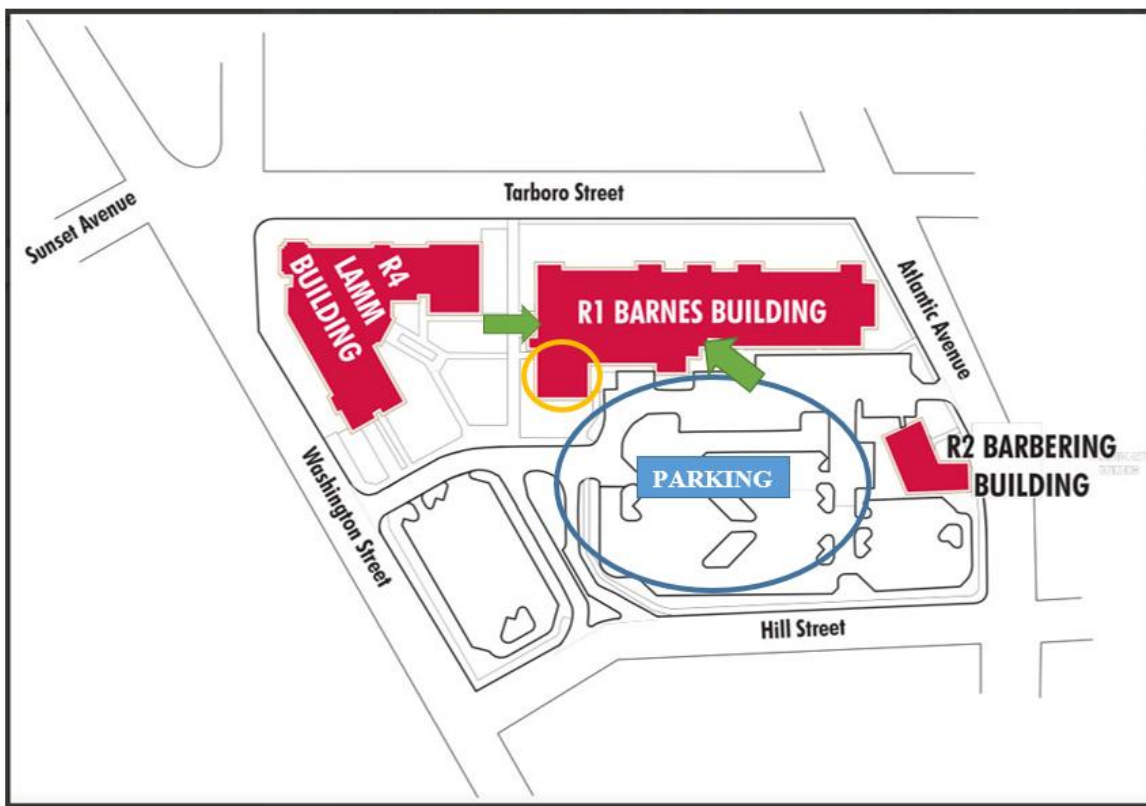 Tarboro Street
Sunset Avenue
R4
LAMM
BUILDING
R1 BARNES BUILDING
Atlantic Avenue
PARKING
R2 BARBERING
BUILDING
Washington Street
Hill Street